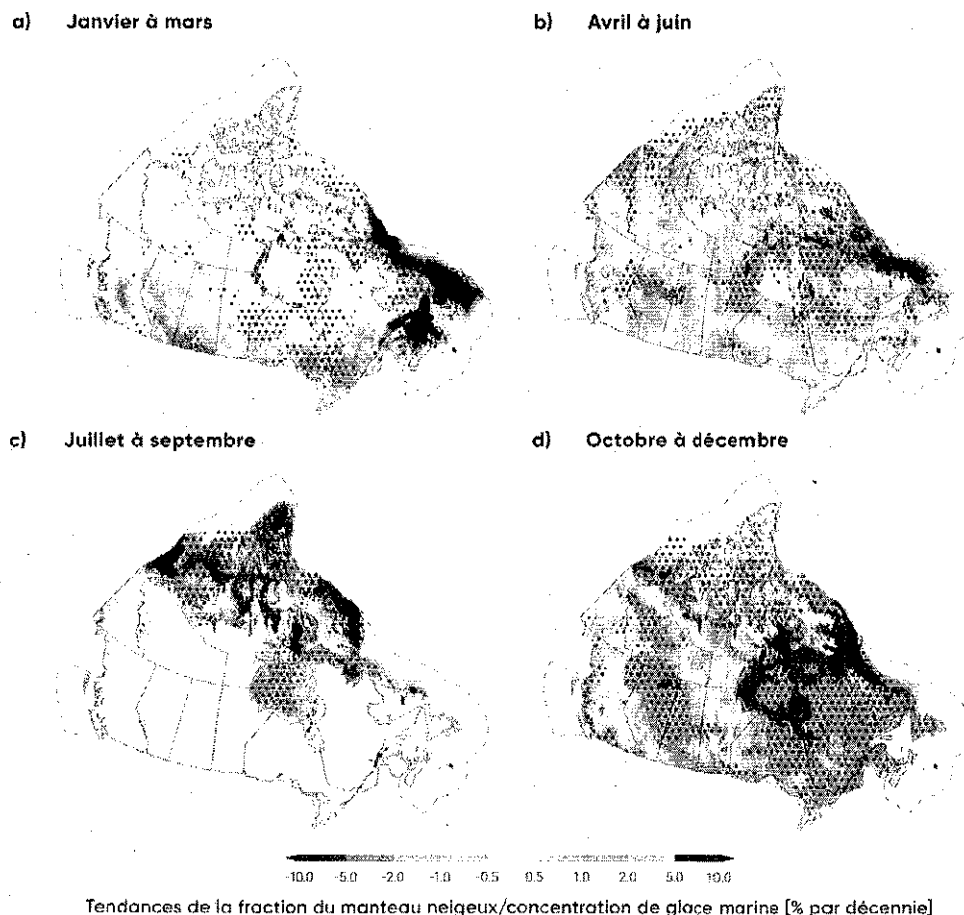 a) Janvier à mars
b) Avril à juin
c) Juillet à septembre
d) Octobre à décembre
-10.0 -5.0 -2.0 -1.0 -0.5 0.5 1.0 2.0 5.0 10.0
Tendances de la fraction du manteau neigeux/concentration de glace marine [% par décennie]